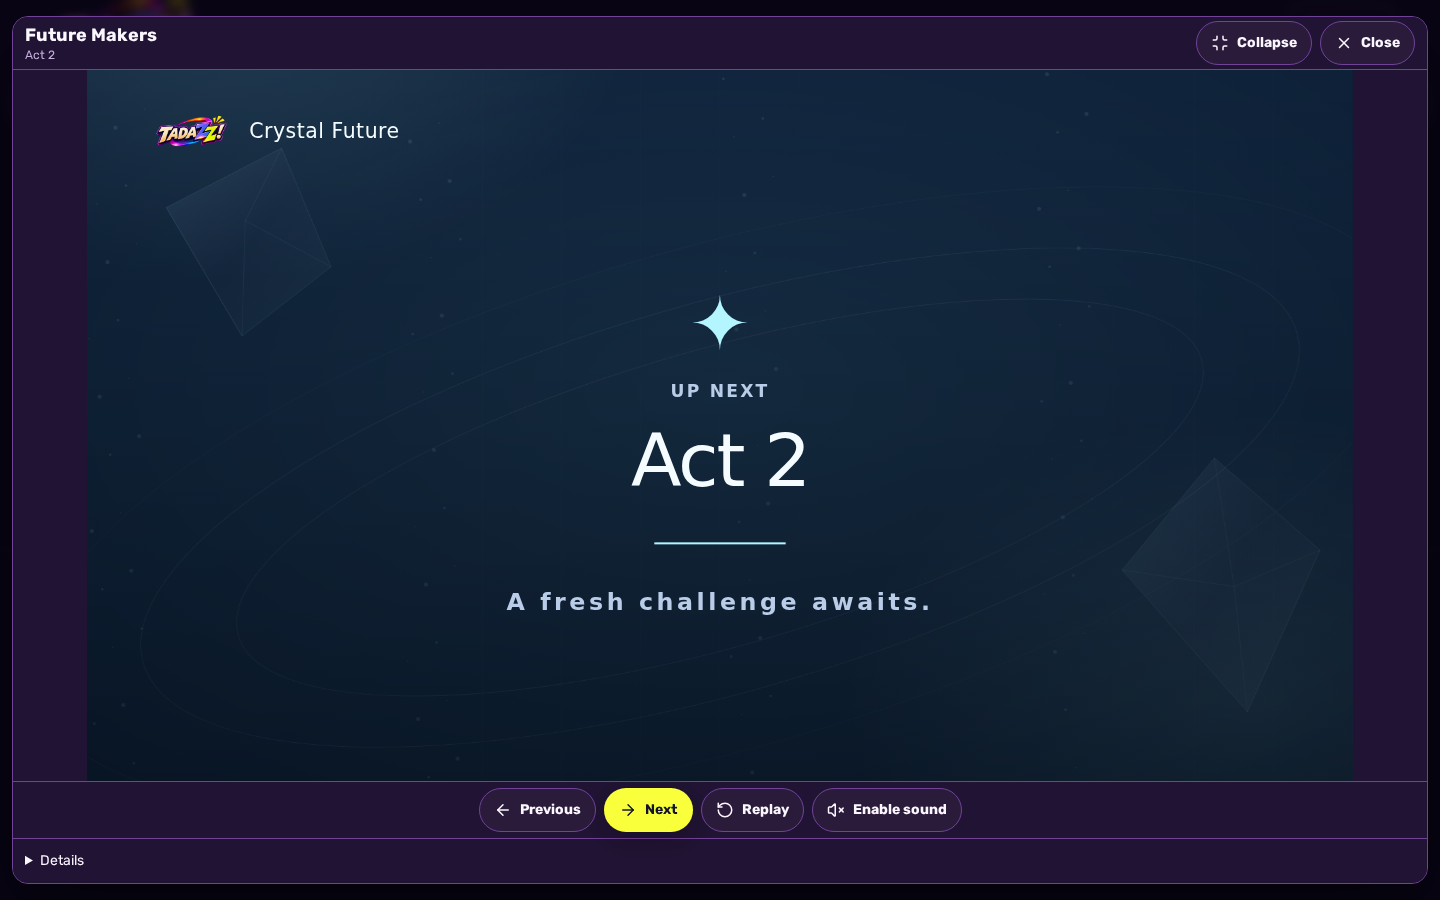 Future Makers
Act 2
Collapse
Close
TADAZZ!
Crystal Future
UP NEXT
Act 2
A fresh challenge awaits.
Previous
Next
Replay
Enable sound
Details